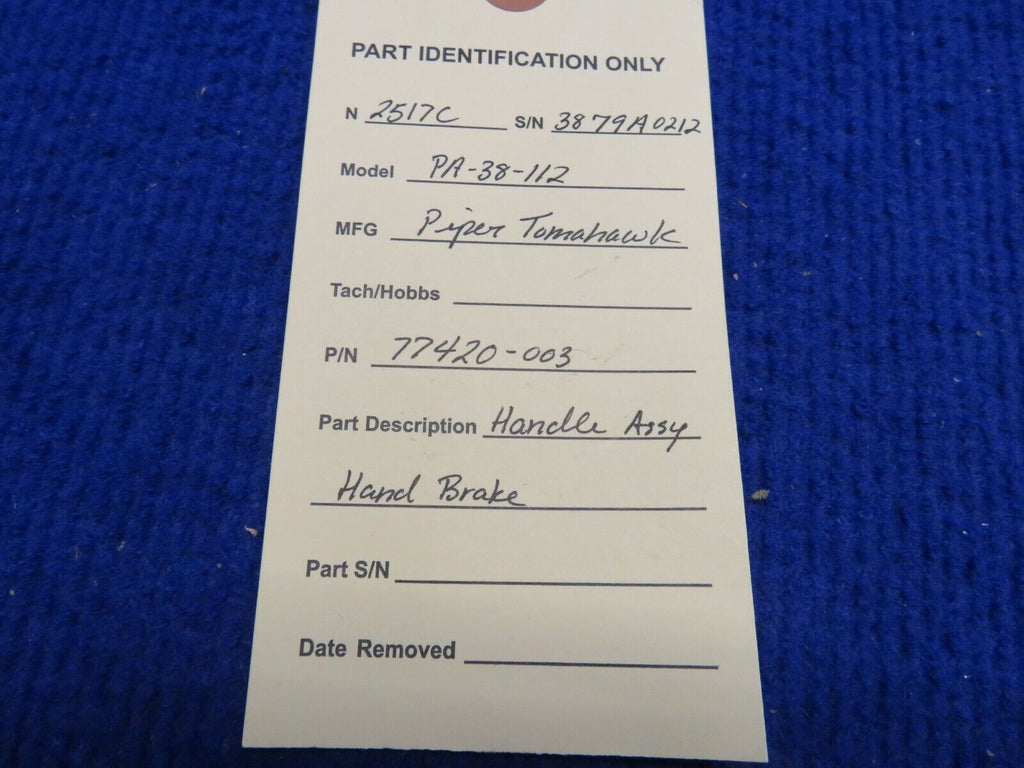 PART IDENTIFICATION ONLY
N 2517C S/N 3879A0212
Model PA-38-112
MFG Piper Tomahawk
Tach/Hobbs
P/N 77420-003
Part Description Handle Assy
Hand Brake
Part S/N
Date Removed